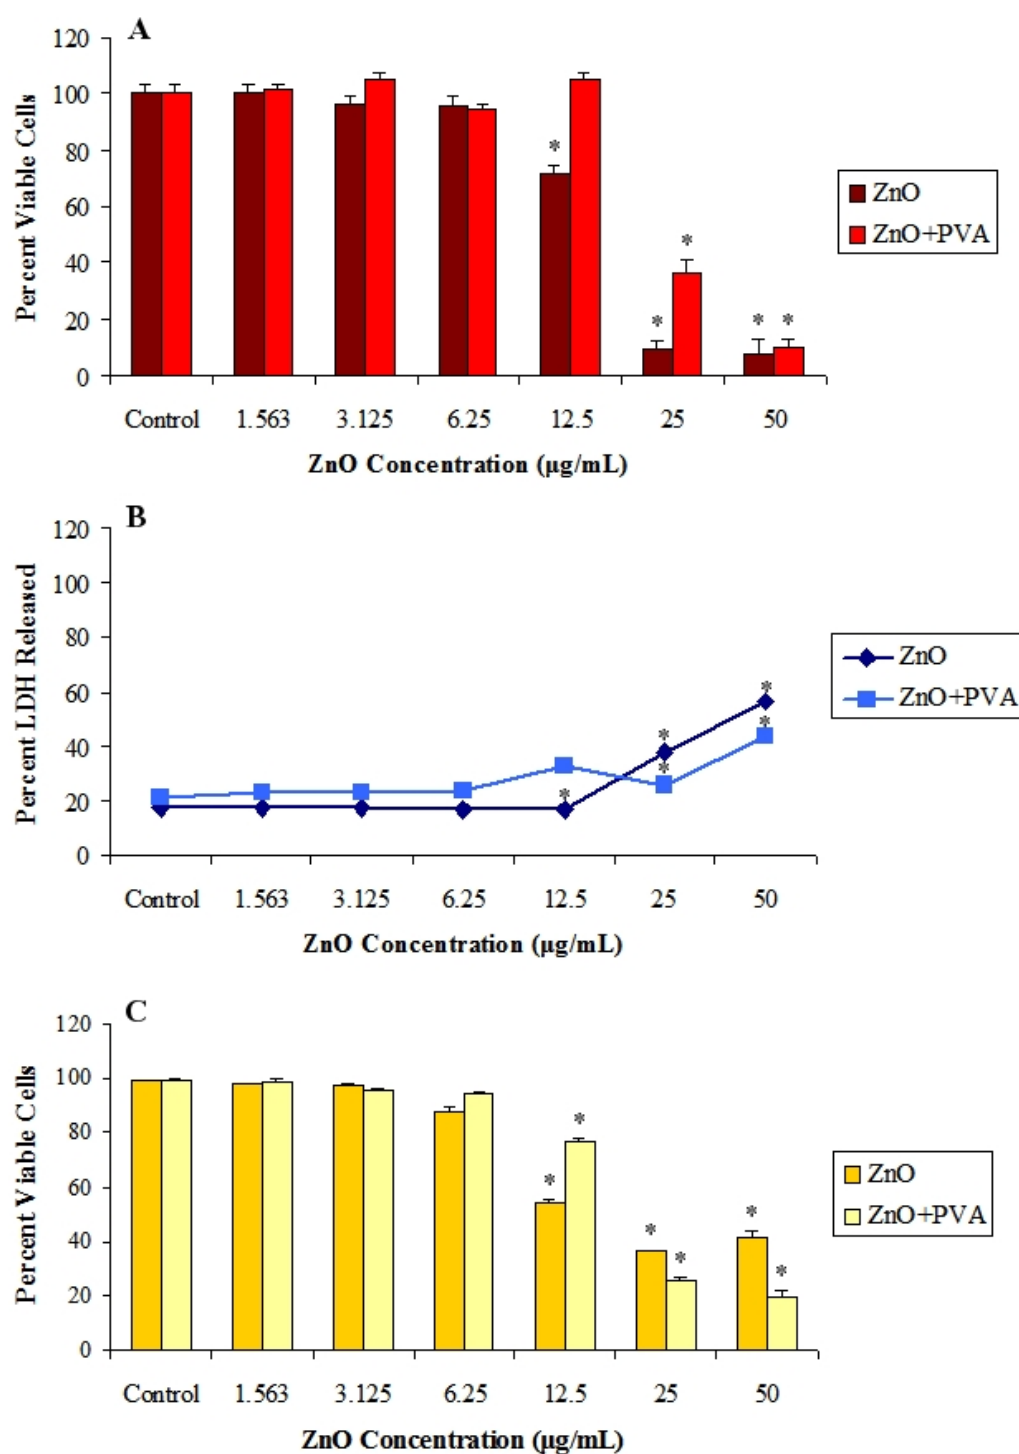 A
120
100
80
60
40
20
0
Percent Viable Cells
* * * * *
Control 1.563 3.125 6.25 12.5 25 50
ZnO Concentration (µg/mL)
ZnO
ZnO+PVA
B
120
100
80
60
40
20
0
Percent LDH Released
* * * * *
Control 1.563 3.125 6.25 12.5 25 50
ZnO Concentration (µg/mL)
ZnO
ZnO+PVA
C
120
100
80
60
40
20
0
Percent Viable Cells
* * * * * *
Control 1.563 3.125 6.25 12.5 25 50
ZnO Concentration (µg/mL)
ZnO
ZnO+PVA